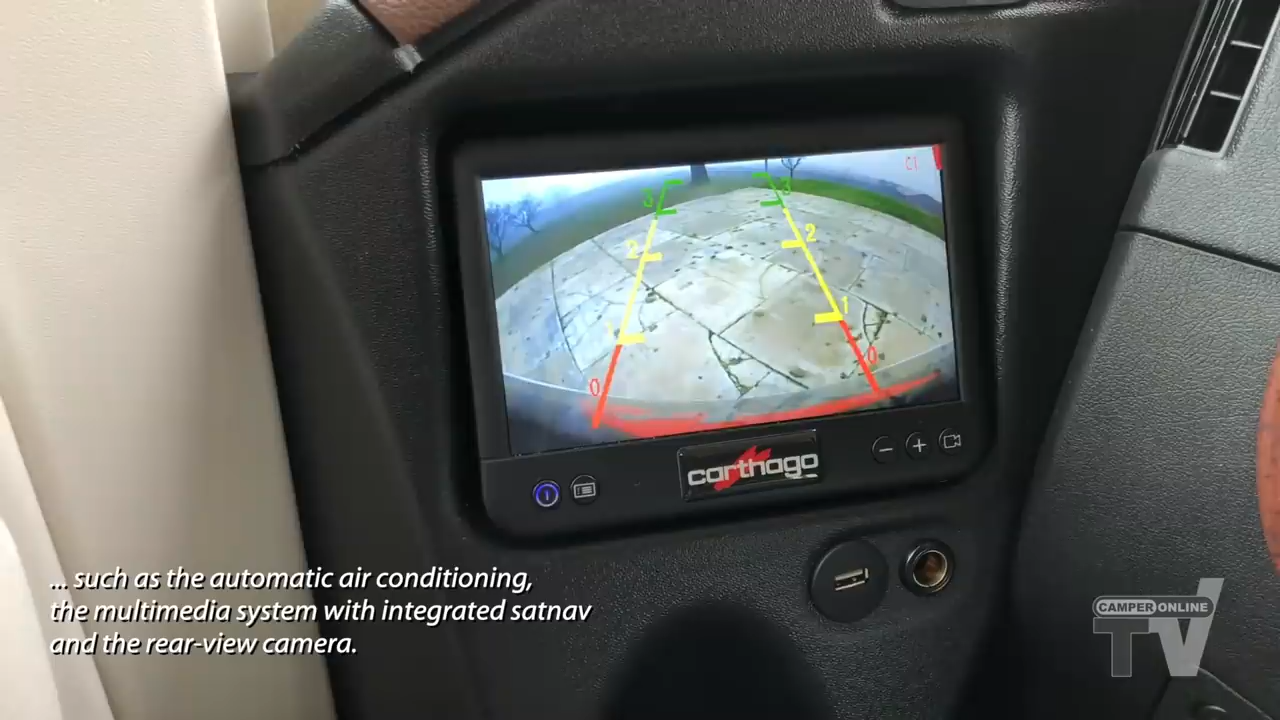 C1
3 3
2 2
1 1
0 0
carthago
... such as the automatic air conditioning,
the multimedia system with integrated satnav
and the rear-view camera.
CAMPER ONLINE
TV